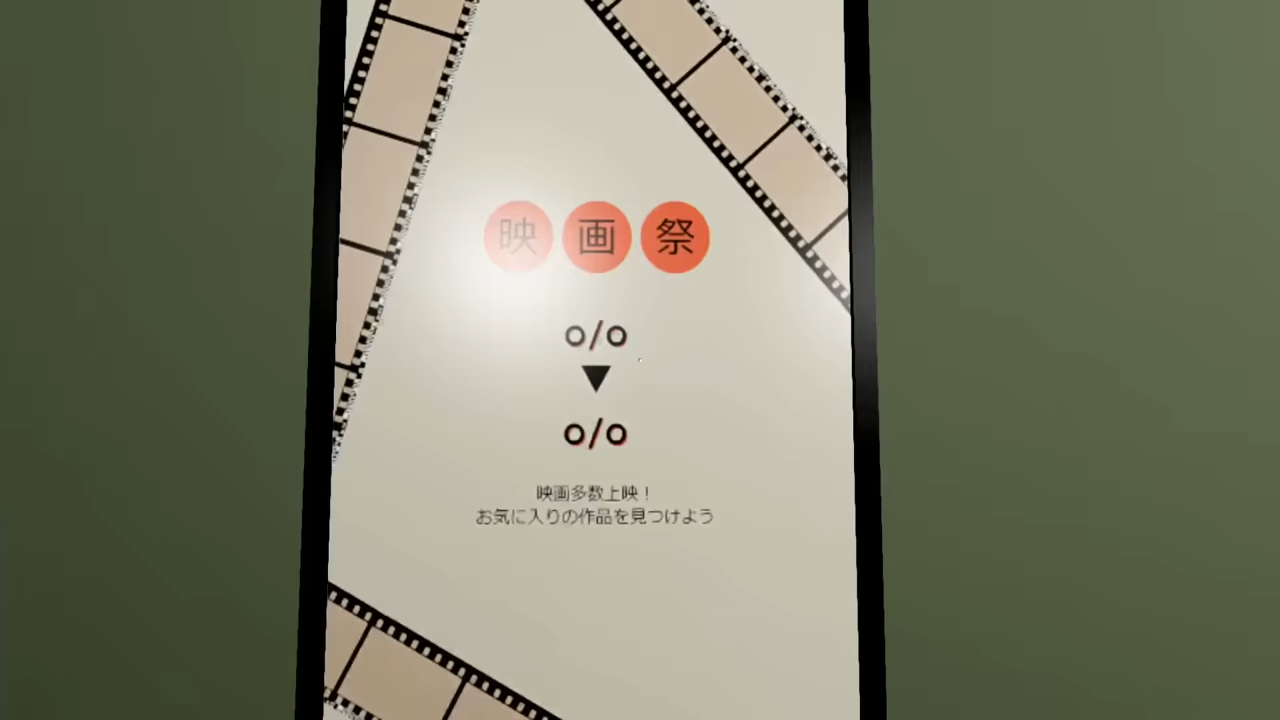 映画祭
o/o
▼
o/o
映画多数上映！
お気に入りの作品を見つけよう